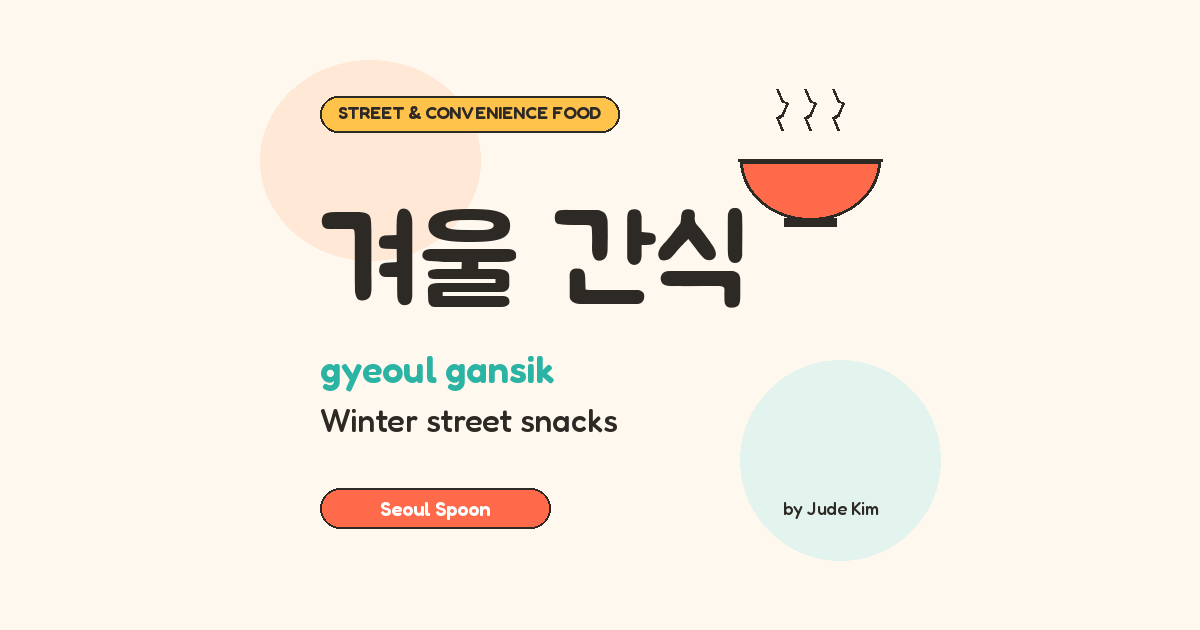 STREET & CONVENIENCE FOOD
겨울 간식
gyeoul gansik
Winter street snacks
Seoul Spoon
by Jude Kim